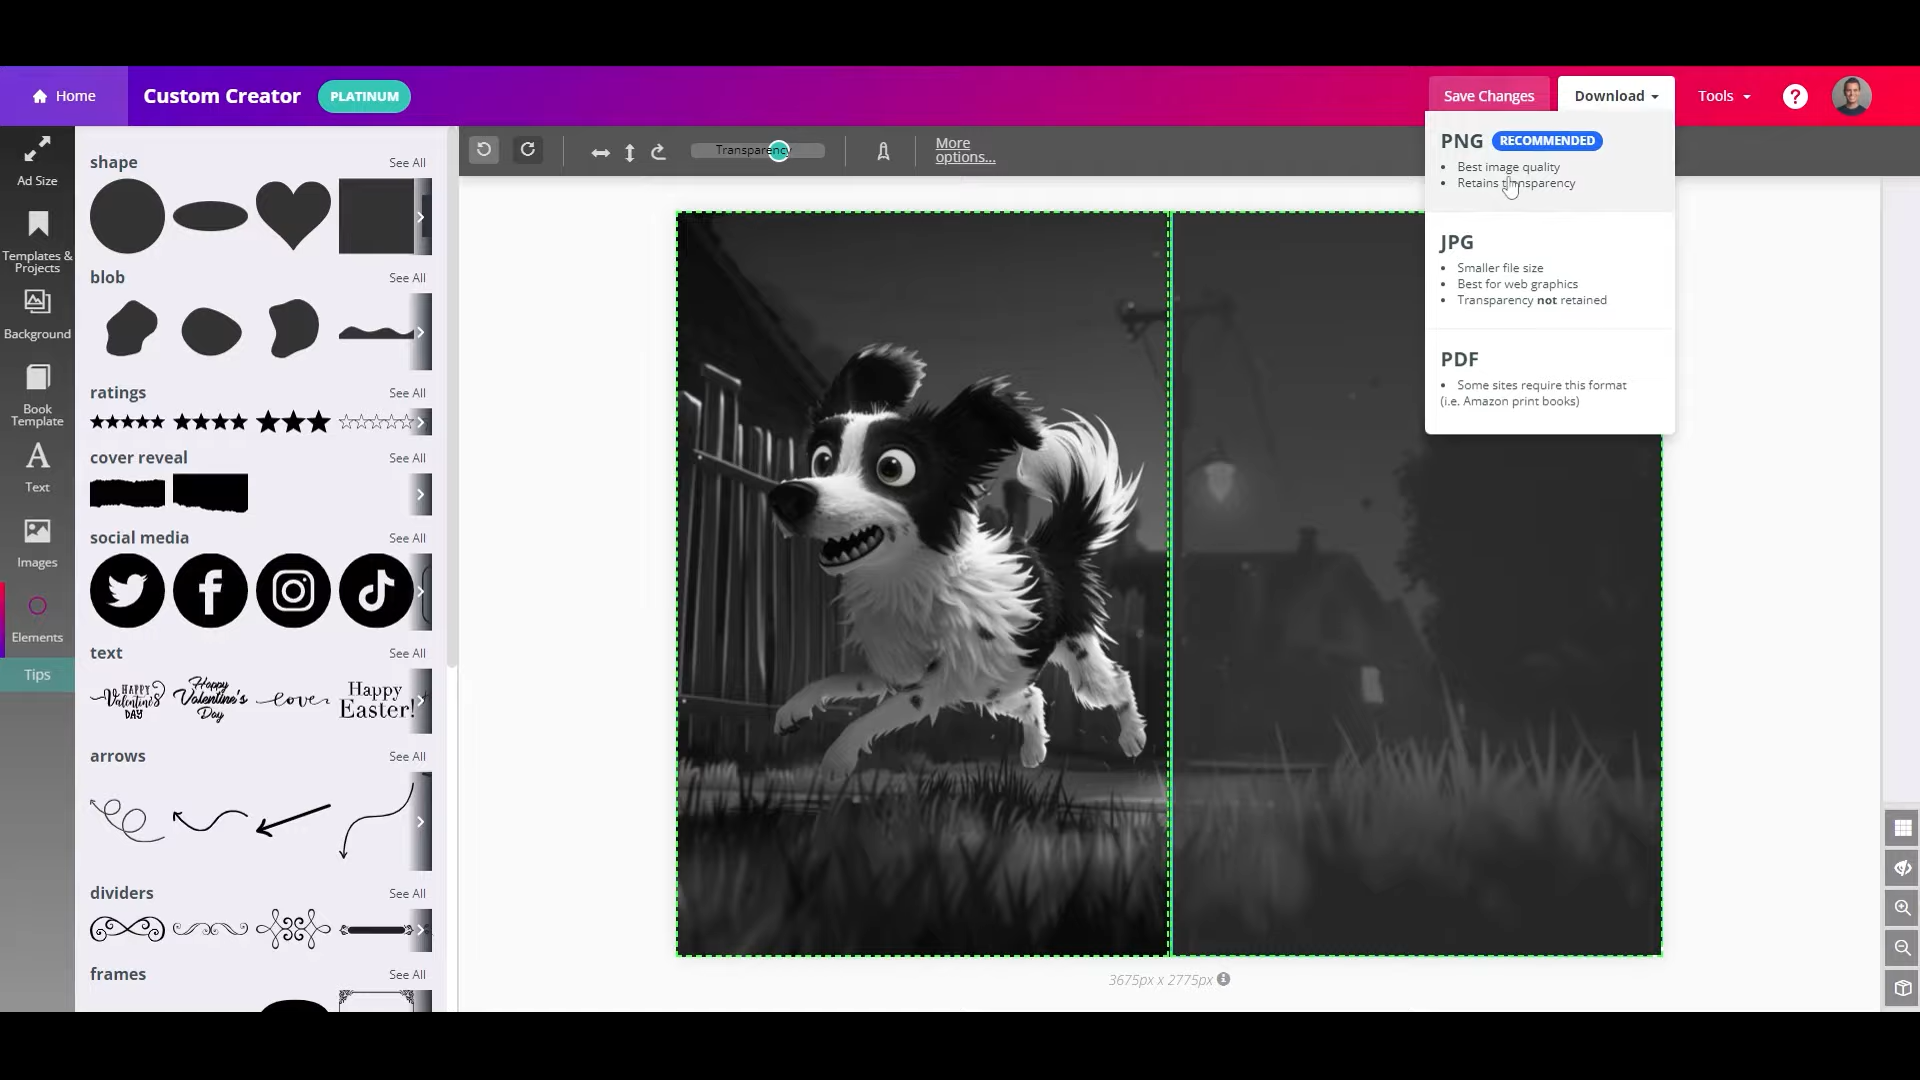 Home
Custom Creator
PLATINUM
Save Changes
Download
Tools
?
Ad Size
Templates &
Projects
Background
Book
Template
Text
Images
Elements
Tips
shape
See All
blob
See All
ratings
See All
cover reveal
See All
social media
See All
text
See All
HAPPY
Valentine's
DAY
Happy
Valentine's
Day
love
Happy
Easter!
arrows
See All
dividers
See All
frames
See All
Transparency
More
options...
PNG RECOMMENDED
• Best image quality
• Retains transparency
JPG
• Smaller file size
• Best for web graphics
• Transparency not retained
PDF
• Some sites require this format
(i.e. Amazon print books)
3675px x 2775px